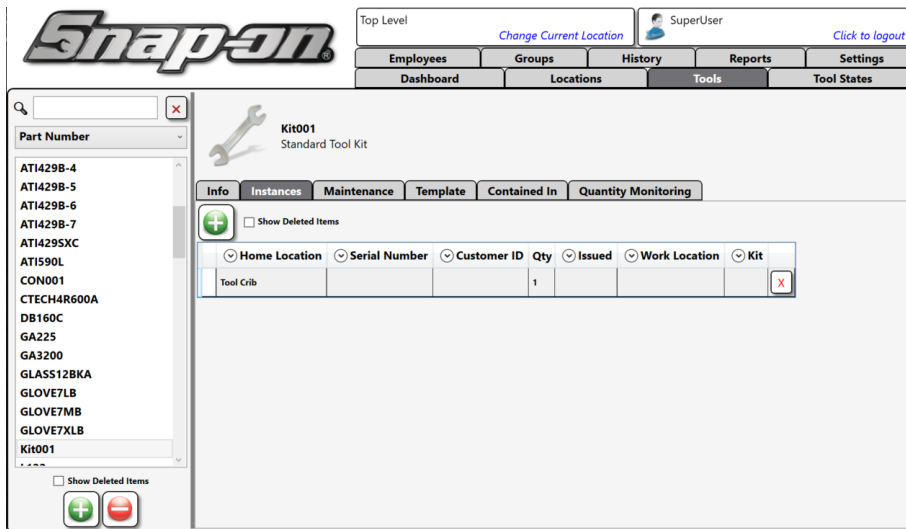 Snap-on®
Top Level
Change Current Location
SuperUser
Click to logout
Employees Groups History Reports Settings
Dashboard Locations Tools Tool States
Part Number
ATI429B-4
ATI429B-5
ATI429B-6
ATI429B-7
ATI429SXC
ATI590L
CON001
CTECH4R600A
DB160C
GA225
GA3200
GLASS12BKA
GLOVE7LB
GLOVE7MB
GLOVE7XLB
Kit001
Show Deleted Items
Kit001
Standard Tool Kit
Info Instances Maintenance Template Contained In Quantity Monitoring
Show Deleted Items
Home Location Serial Number Customer ID Qty Issued Work Location Kit
Tool Crib 1 X